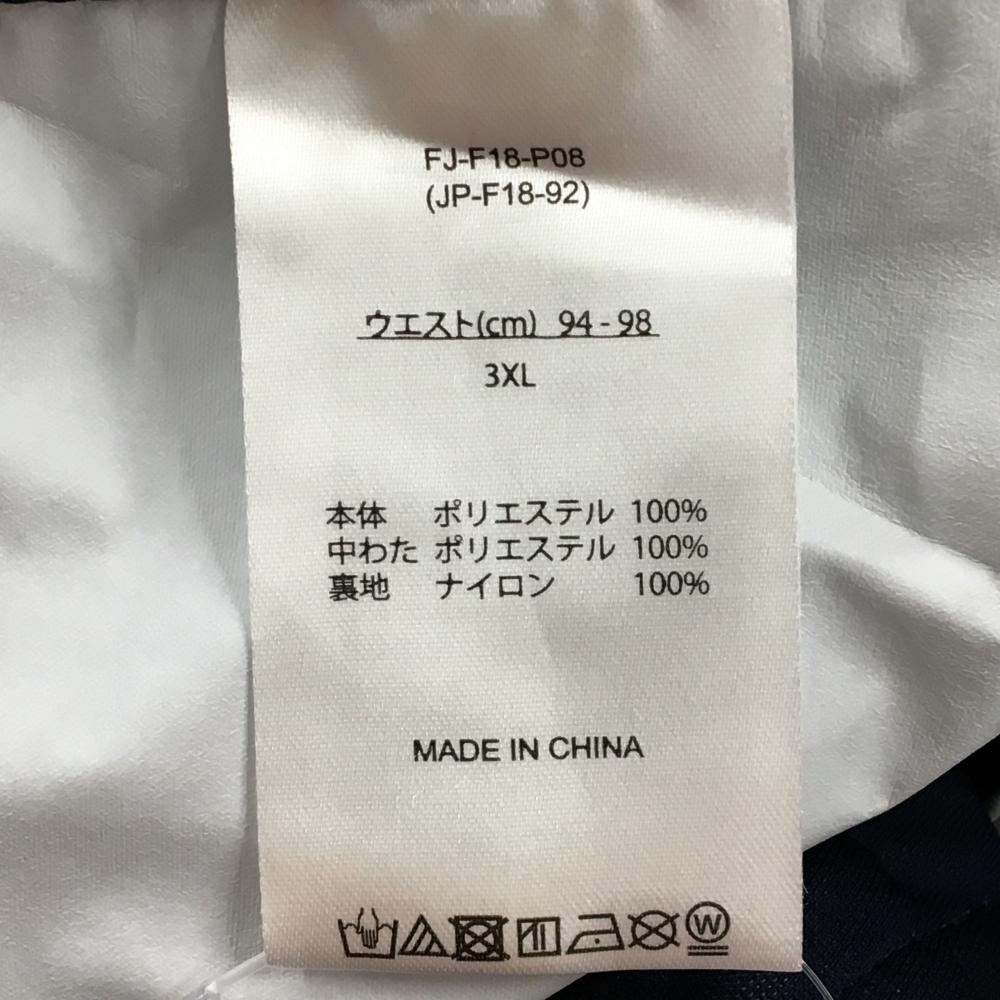 FJ-F18-P08
(JP-F18-92)
ウエスト(cm) 94-98
3XL
本体 ポリエステル 100%
中わた ポリエステル 100%
裏地 ナイロン 100%
MADE IN CHINA
W